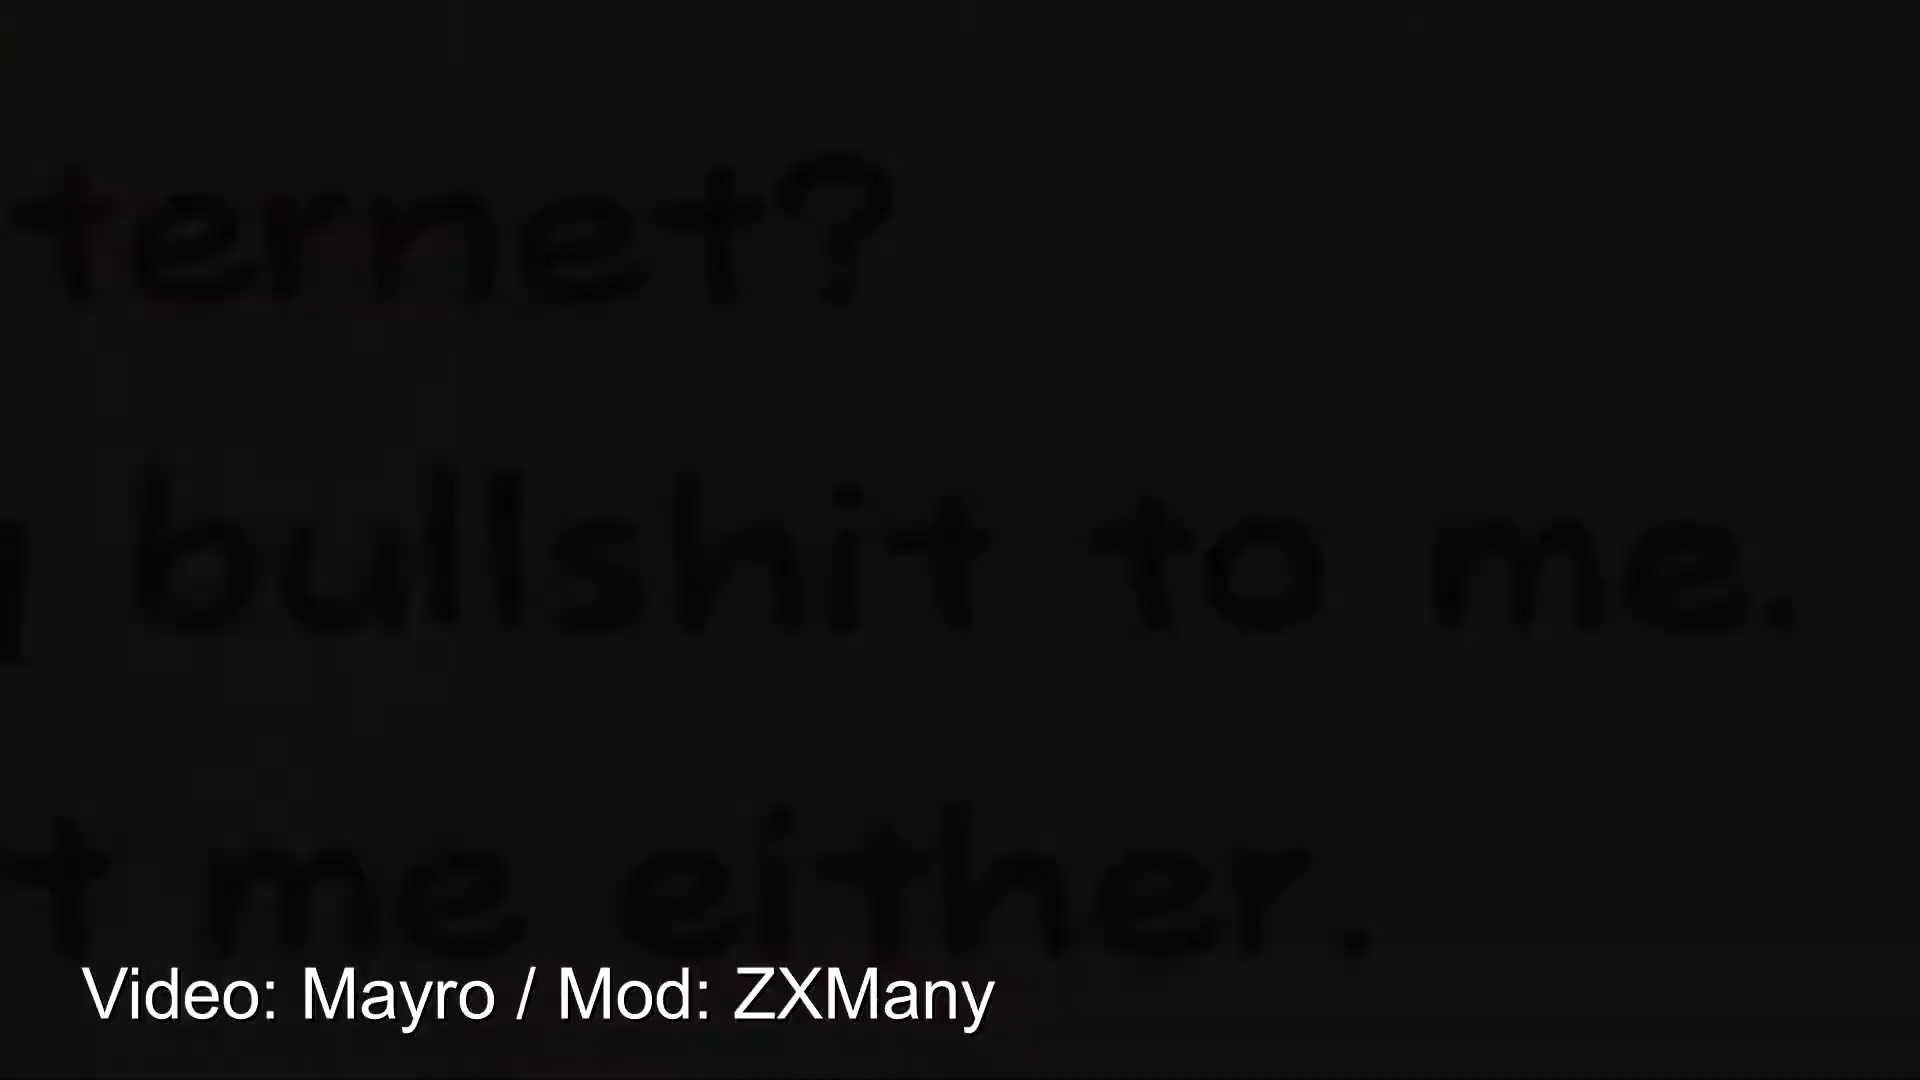 ternet?
bullshit to me.
t me either.
Video: Mayro / Mod: ZXMany